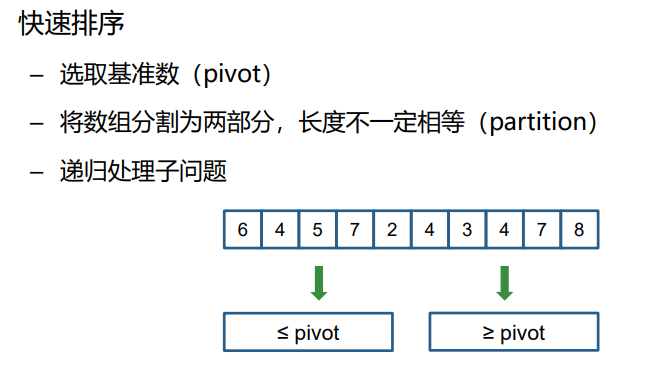 快速排序
– 选取基准数（pivot）
– 将数组分割为两部分，长度不一定相等（partition）
– 递归处理子问题
6 4 5 7 2 4 3 4 7 8
≤ pivot ≥ pivot